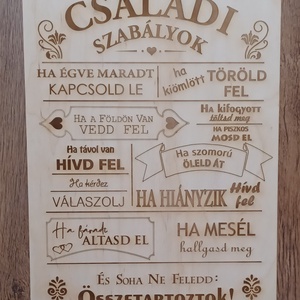 CSALÁDI
SZABÁLYOK
HA ÉGVE MARADT
KAPCSOLD LE
ha
kiömlött
TÖRÖLD
FEL
HA A FÖLDÖN VAN
VEDD FEL
Ha kifogyott
töltsd meg
HA PISZKOS
MOSD EL
Ha távol van
HÍVD FEL
Ha szomorú
ÖLELD ÁT
Ha kérdez
VÁLASZOLJ
HA HIÁNYZIK
Hívd
fel
Ha fáradt
ALTASD EL
HA MESÉL
hallgasd meg
ÉS SOHA NE FELEDD:
ÖSSZETARTOZTOK!